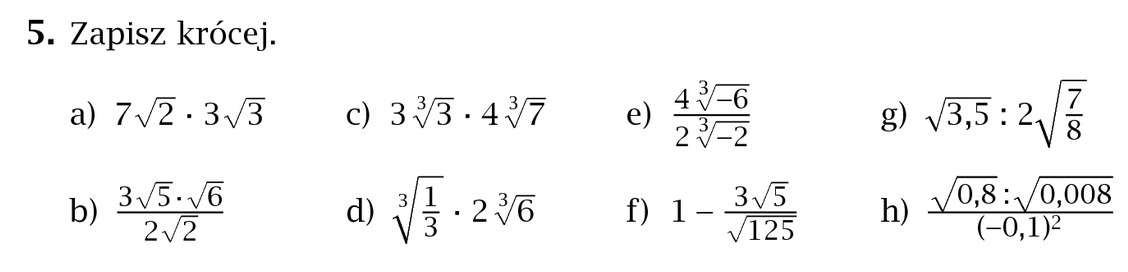 5. Zapisz krócej.
a) 7√2 · 3√3 c) 3∛3 · 4∛7 e) (4∛−6)/(2∛−2) g) √3,5 : 2√(7/8)
b) (3√5·√6)/(2√2) d) ∛(1/3) · 2∛6 f) 1 − (3√5)/(√125) h) (√0,8:√0,008)/((−0,1)²)